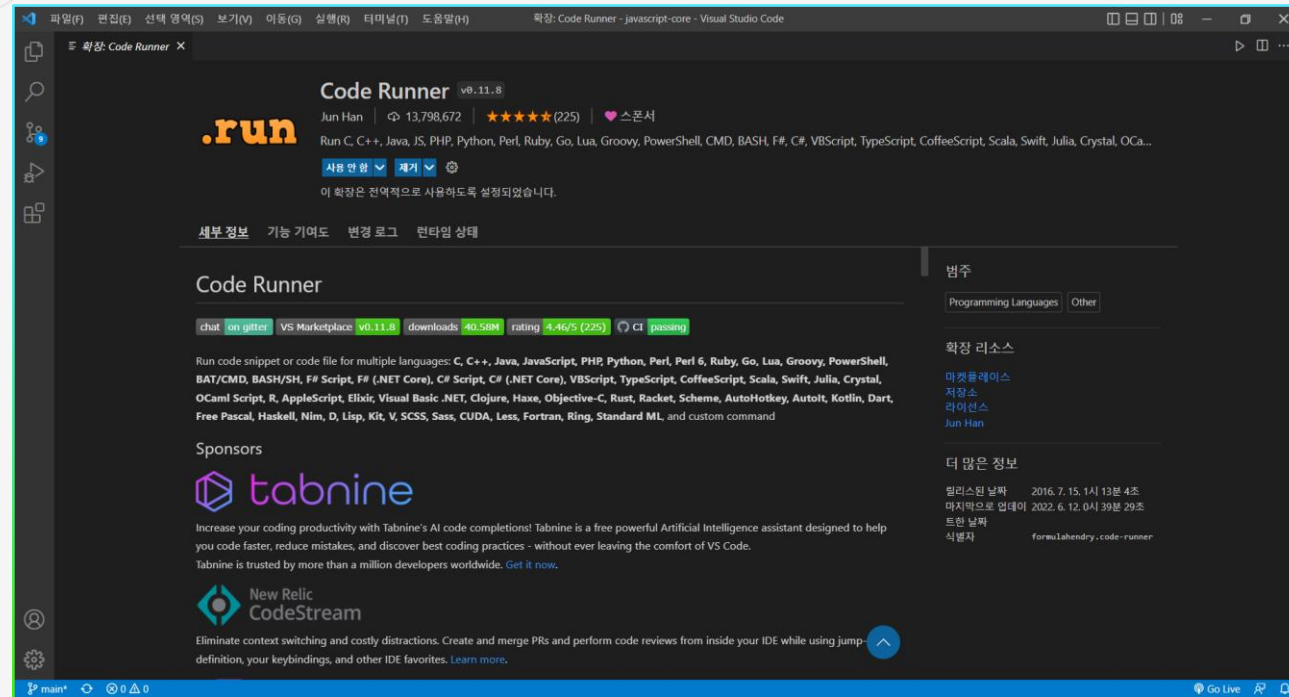 파일(F) 편집(E) 선택 영역(S) 보기(V) 이동(G) 실행(R) 터미널(T) 도움말(H) 확장: Code Runner - javascript-core - Visual Studio Code
확장: Code Runner
Code Runner v0.11.8
Jun Han 13,798,672 ★★★★★(225) 스폰서
.run
Run C, C++, Java, JS, PHP, Python, Perl, Ruby, Go, Lua, Groovy, PowerShell, CMD, BASH, F#, C#, VBScript, TypeScript, CoffeeScript, Scala, Swift, Julia, Crystal, OCa...
사용 안 함 제거
이 확장은 전역적으로 사용하도록 설정되었습니다.
9
세부 정보 기능 기여도 변경 로그 런타임 상태
Code Runner
chat on gitter VS Marketplace v0.11.8 downloads 40.58M rating 4.46/5 (225) CI passing
Run code snippet or code file for multiple languages: C, C++, Java, JavaScript, PHP, Python, Perl, Perl 6, Ruby, Go, Lua, Groovy, PowerShell,
BAT/CMD, BASH/SH, F# Script, F# (.NET Core), C# Script, C# (.NET Core), VBScript, TypeScript, CoffeeScript, Scala, Swift, Julia, Crystal,
OCaml Script, R, AppleScript, Elixir, Visual Basic .NET, Clojure, Haxe, Objective-C, Rust, Racket, Scheme, AutoHotkey, AutoIt, Kotlin, Dart,
Free Pascal, Haskell, Nim, D, Lisp, Kit, V, SCSS, Sass, CUDA, Less, Fortran, Ring, Standard ML, and custom command
Sponsors
tabnine
Increase your coding productivity with Tabnine's AI code completions! Tabnine is a free powerful Artificial Intelligence assistant designed to help
you code faster, reduce mistakes, and discover best coding practices - without ever leaving the comfort of VS Code.
Tabnine is trusted by more than a million developers worldwide. Get it now.
New Relic
CodeStream
Eliminate context switching and costly distractions. Create and merge PRs and perform code reviews from inside your IDE while using jump-
definition, your keybindings, and other IDE favorites. Learn more.
범주
Programming Languages Other
확장 리소스
마켓플레이스
저장소
라이선스
Jun Han
더 많은 정보
릴리스된 날짜 2016. 7. 15. 1시 13분 4초
마지막으로 업데이 2022. 6. 12. 0시 39분 29초
트한 날짜
식별자 formulahendry.code-runner
main* 0 0 Go Live